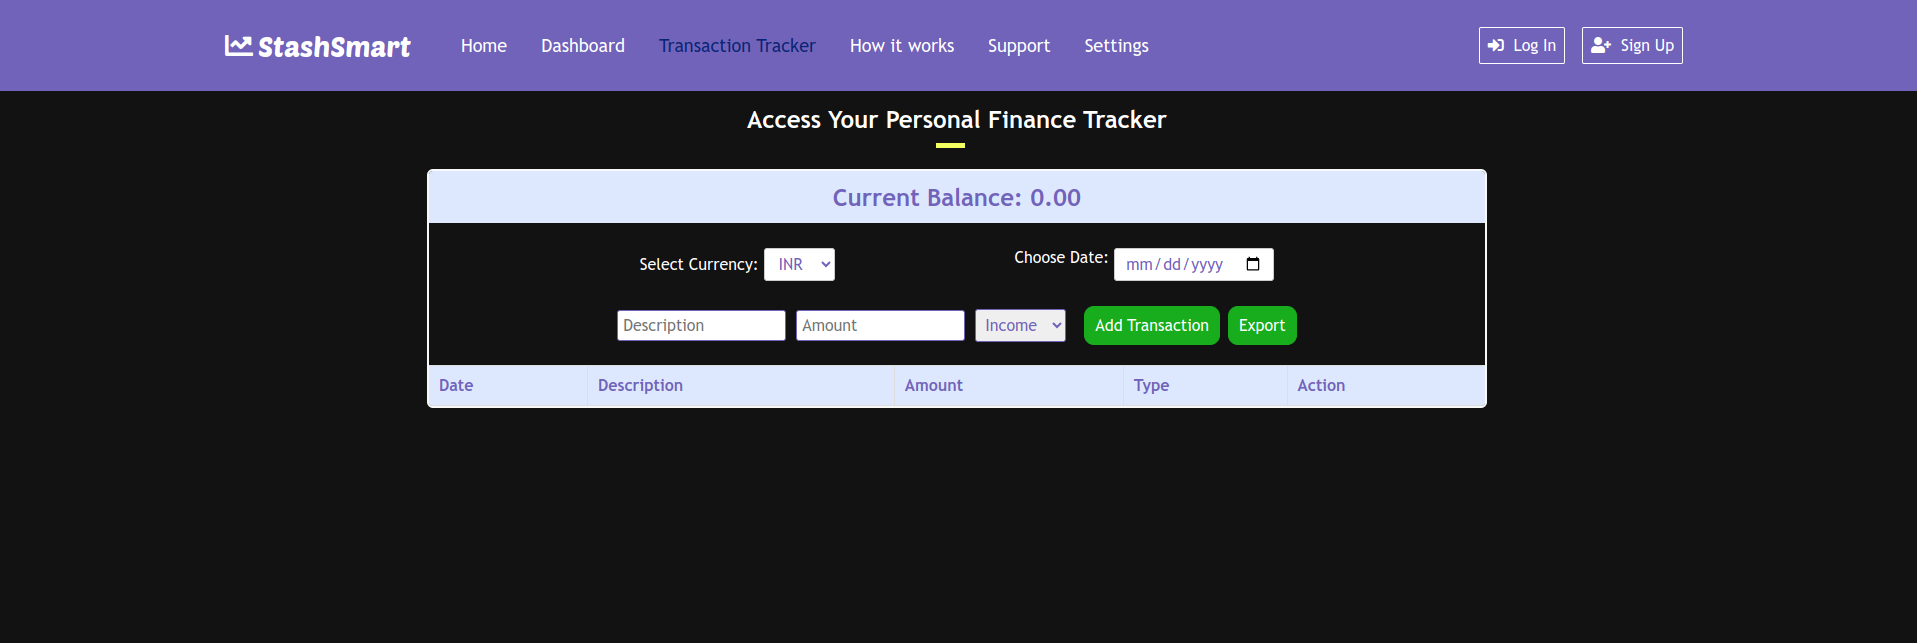 StashSmart Home Dashboard Transaction Tracker How it works Support Settings Log In Sign Up
Access Your Personal Finance Tracker
Current Balance: 0.00
Select Currency: INR Choose Date: mm/dd/yyyy
Description Amount Income Add Transaction Export
Date Description Amount Type Action